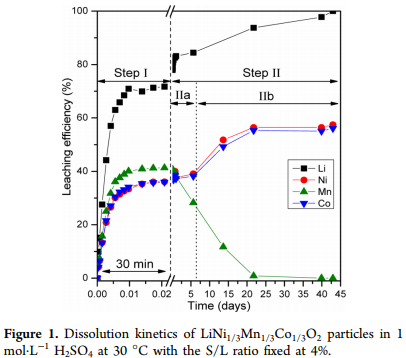 100
80
60
40
20
0
Leaching efficiency (%)
Step I
Step II
IIa
IIb
30 min
Li
Ni
Mn
Co
0.00 0.01 0.02 5 10 15 20 25 30 35 40 45
Time (days)
Figure 1. Dissolution kinetics of LiNi1/3Mn1/3Co1/3O2 particles in 1
mol·L−1 H2SO4 at 30 °C with the S/L ratio fixed at 4%.